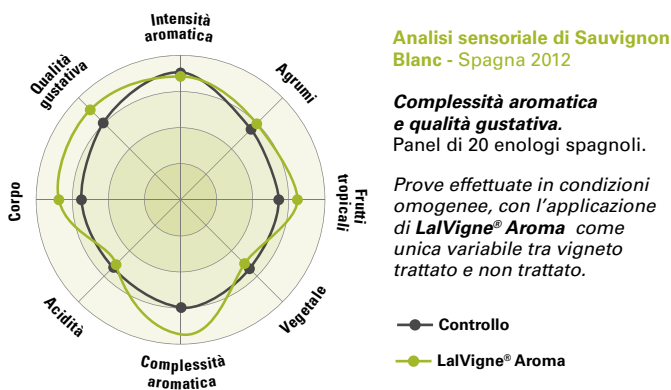 Intensità
aromatica
Agrumi
Frutti
tropicali
Vegetale
Complessità
aromatica
Acidità
Corpo
Qualità
gustativa
Analisi sensoriale di Sauvignon
Blanc - Spagna 2012
Complessità aromatica
e qualità gustativa.
Panel di 20 enologi spagnoli.
Prove effettuate in condizioni
omogenee, con l'applicazione
di LalVigne® Aroma come
unica variabile tra vigneto
trattato e non trattato.
Controllo
LalVigne® Aroma